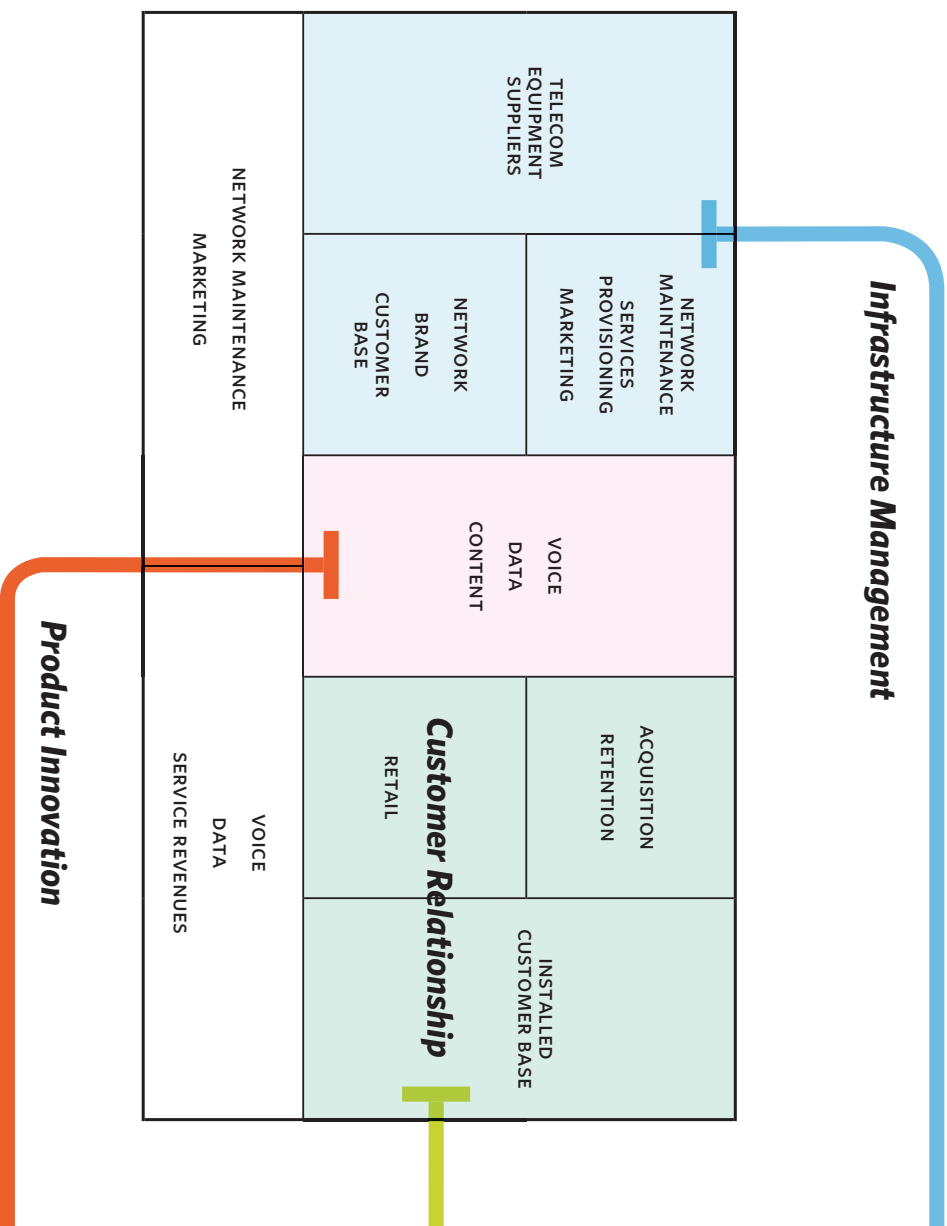 Infrastructure Management
TELECOM
EQUIPMENT
SUPPLIERS
NETWORK
MAINTENANCE
SERVICES
PROVISIONING
MARKETING
NETWORK
BRAND
CUSTOMER
BASE
VOICE
DATA
CONTENT
ACQUISITION
RETENTION
Customer Relationship
RETAIL
INSTALLED
CUSTOMER BASE
NETWORK MAINTENANCE
MARKETING
VOICE
DATA
SERVICE REVENUES
Product Innovation